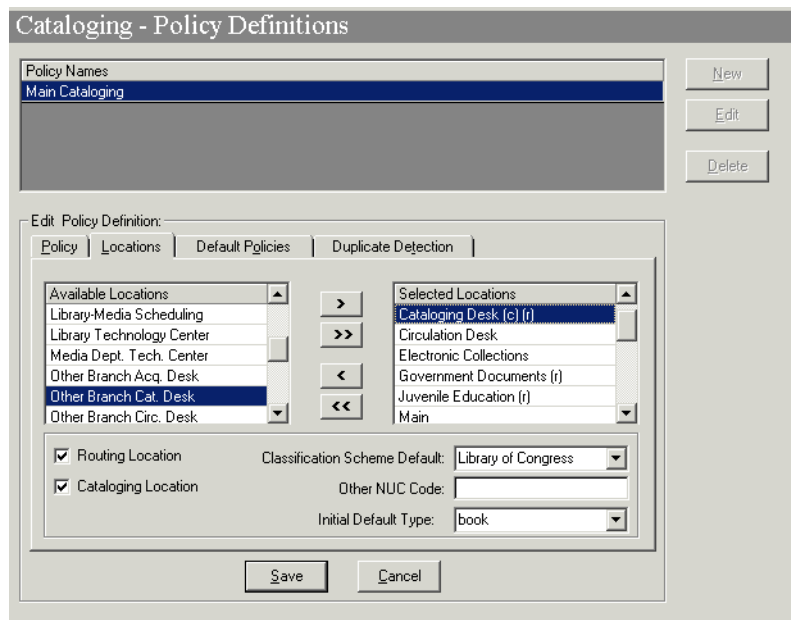 Cataloging - Policy Definitions
Policy Names
Main Cataloging
New
Edit
Delete
Edit Policy Definition:
Policy
Locations
Default Policies
Duplicate Detection
Available Locations
Library-Media Scheduling
Library Technology Center
Media Dept. Tech. Center
Other Branch Acq. Desk
Other Branch Cat. Desk
Other Branch Circ. Desk
>
>>
<
<<
Selected Locations
Cataloging Desk (c) (r)
Circulation Desk
Electronic Collections
Government Documents (r)
Juvenile Education (r)
Main
Routing Location
Cataloging Location
Classification Scheme Default: Library of Congress
Other NUC Code:
Initial Default Type: book
Save
Cancel